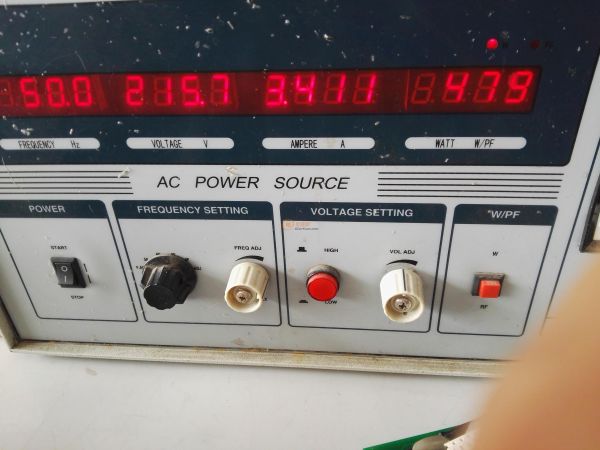 50.0 215.7 3.411 479
FREQUENCY Hz VOLTAGE V AMPERE A WATT W/PF
AC POWER SOURCE
POWER FREQUENCY SETTING VOLTAGE SETTING W/PF
START FREQ ADJ HIGH VOL ADJ W
STOP LOW RF